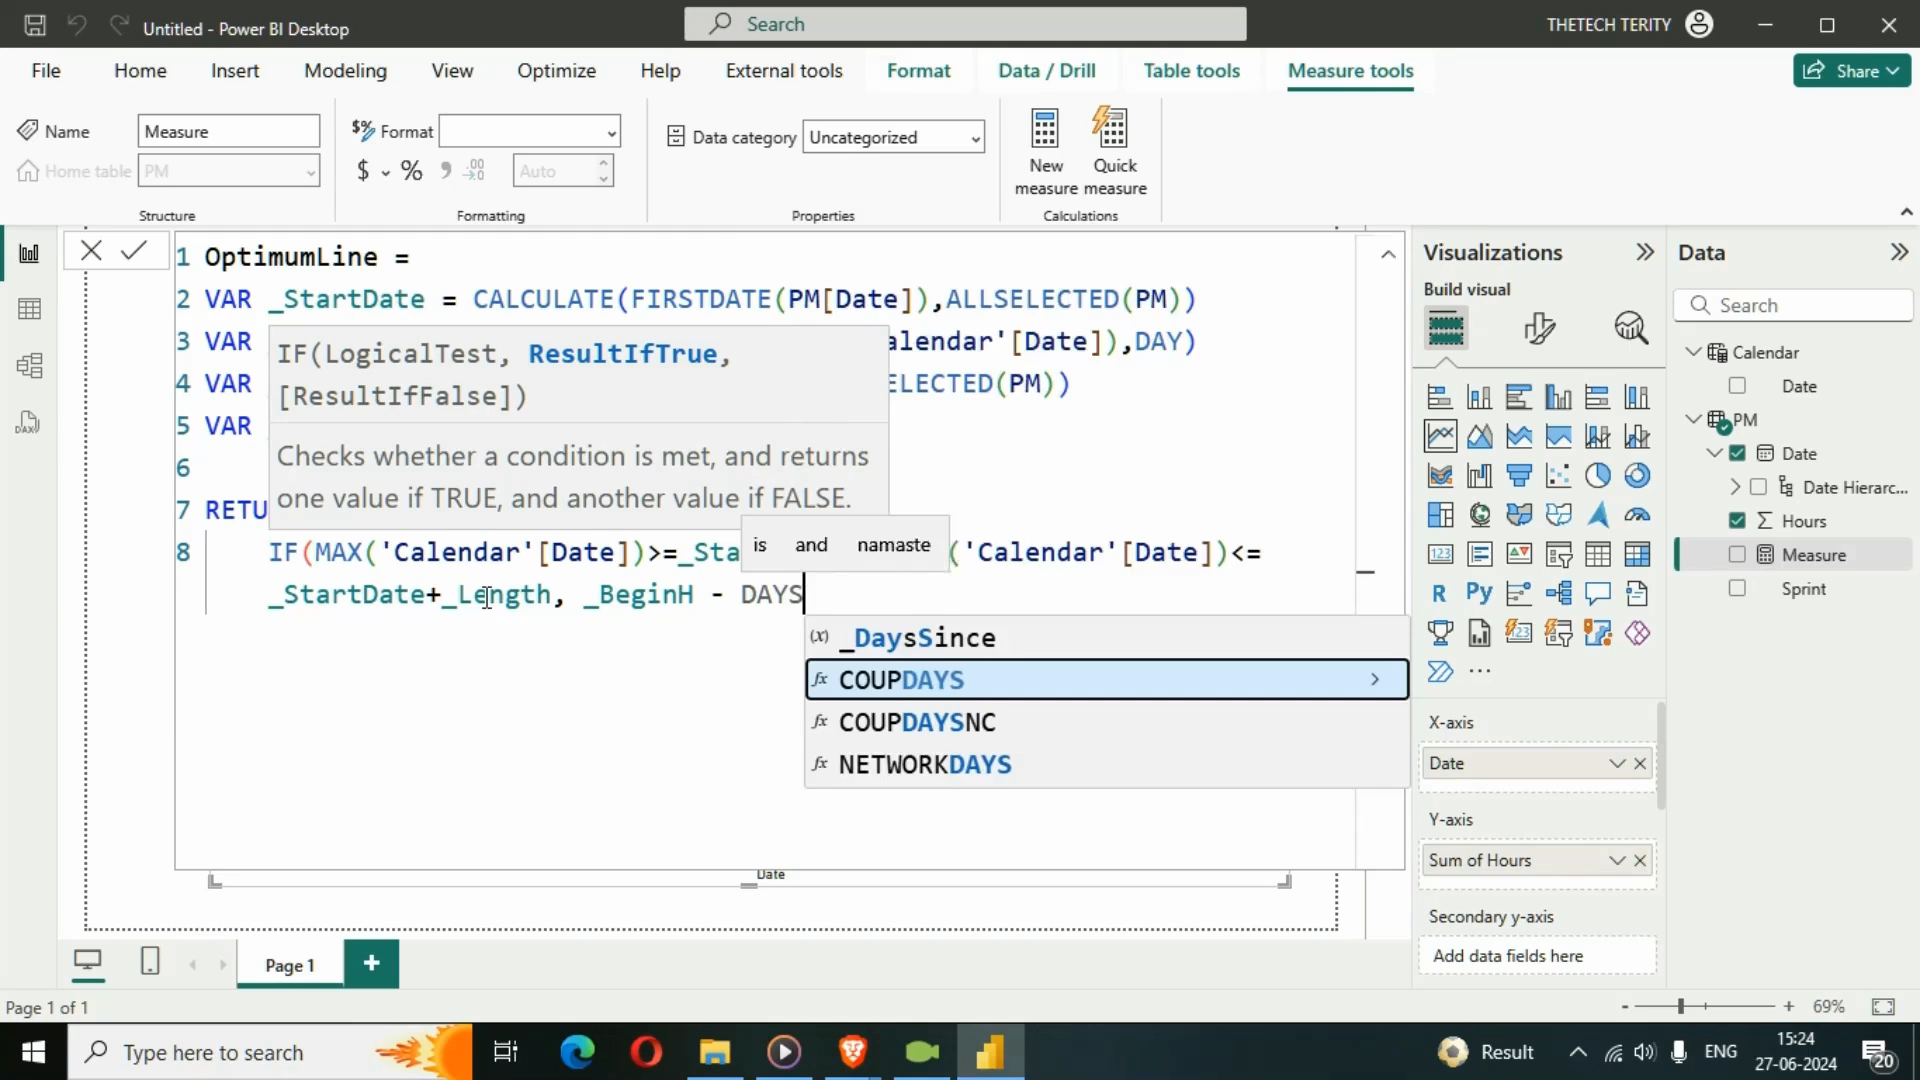 Untitled - Power BI Desktop
Search
THETECH TERITY
File Home Insert Modeling View Optimize Help External tools Format Data / Drill Table tools Measure tools
Share
Name Measure
Home table PM
Structure
Format
$ % Auto
Formatting
Data category Uncategorized
Properties
New measure
Quick measure
Calculations
1 OptimumLine =
2 VAR _StartDate = CALCULATE(FIRSTDATE(PM[Date]),ALLSELECTED(PM))
3 VAR alendar'[Date]),DAY)
4 VAR ELECTED(PM))
5 VAR
6
7 RETU
8 IF(MAX('Calendar'[Date])>=_Sta ('Calendar'[Date])<=
_StartDate+_Length, _BeginH - DAYS
IF(LogicalTest, ResultIfTrue,
[ResultIfFalse])
Checks whether a condition is met, and returns
one value if TRUE, and another value if FALSE.
is and namaste
_DaysSince
COUPDAYS
COUPDAYSNC
NETWORKDAYS
Date
Visualizations
Build visual
X-axis
Date
Y-axis
Sum of Hours
Secondary y-axis
Add data fields here
Data
Search
Calendar
Date
PM
Date
Date Hierarc...
Hours
Measure
Sprint
Page 1
Page 1 of 1
- + 69%
Type here to search
Result
ENG
15:24
27-06-2024
20